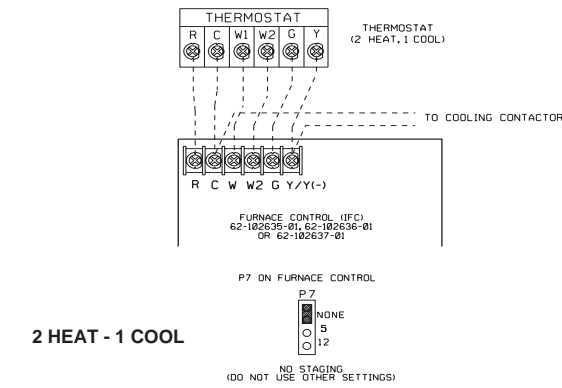 THERMOSTAT
R C W1 W2 G Y
THERMOSTAT
(2 HEAT, 1 COOL)
TO COOLING CONTACTOR
R C W W2 G Y/Y(-)
FURNACE CONTROL (IFC)
62-102635-01, 62-102636-01
OR 62-102637-01
P7 ON FURNACE CONTROL
P7
NONE
5
12
2 HEAT - 1 COOL
NO STAGING
(DO NOT USE OTHER SETTINGS)